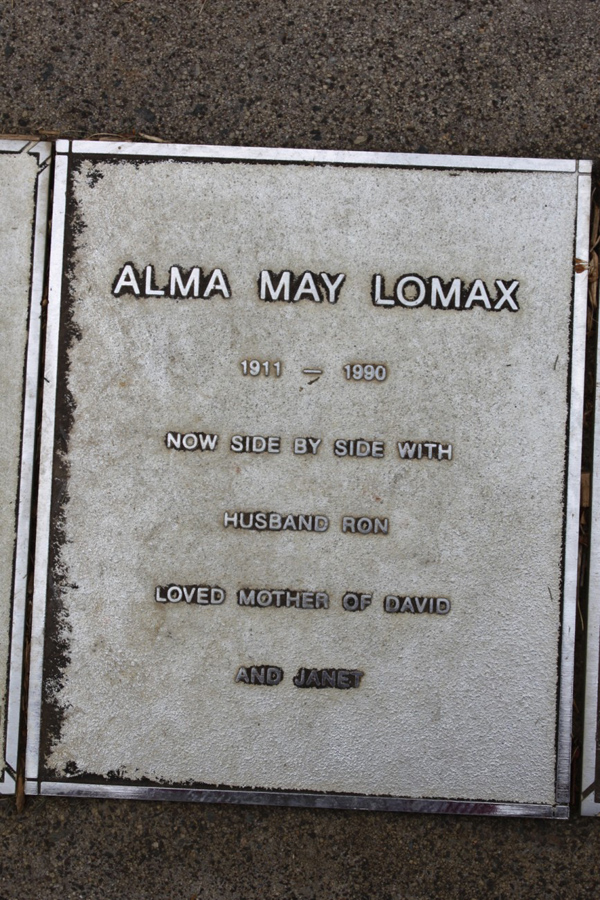 ALMA MAY LOMAX
1911 — 1990
NOW SIDE BY SIDE WITH
HUSBAND RON
LOVED MOTHER OF DAVID
AND JANET